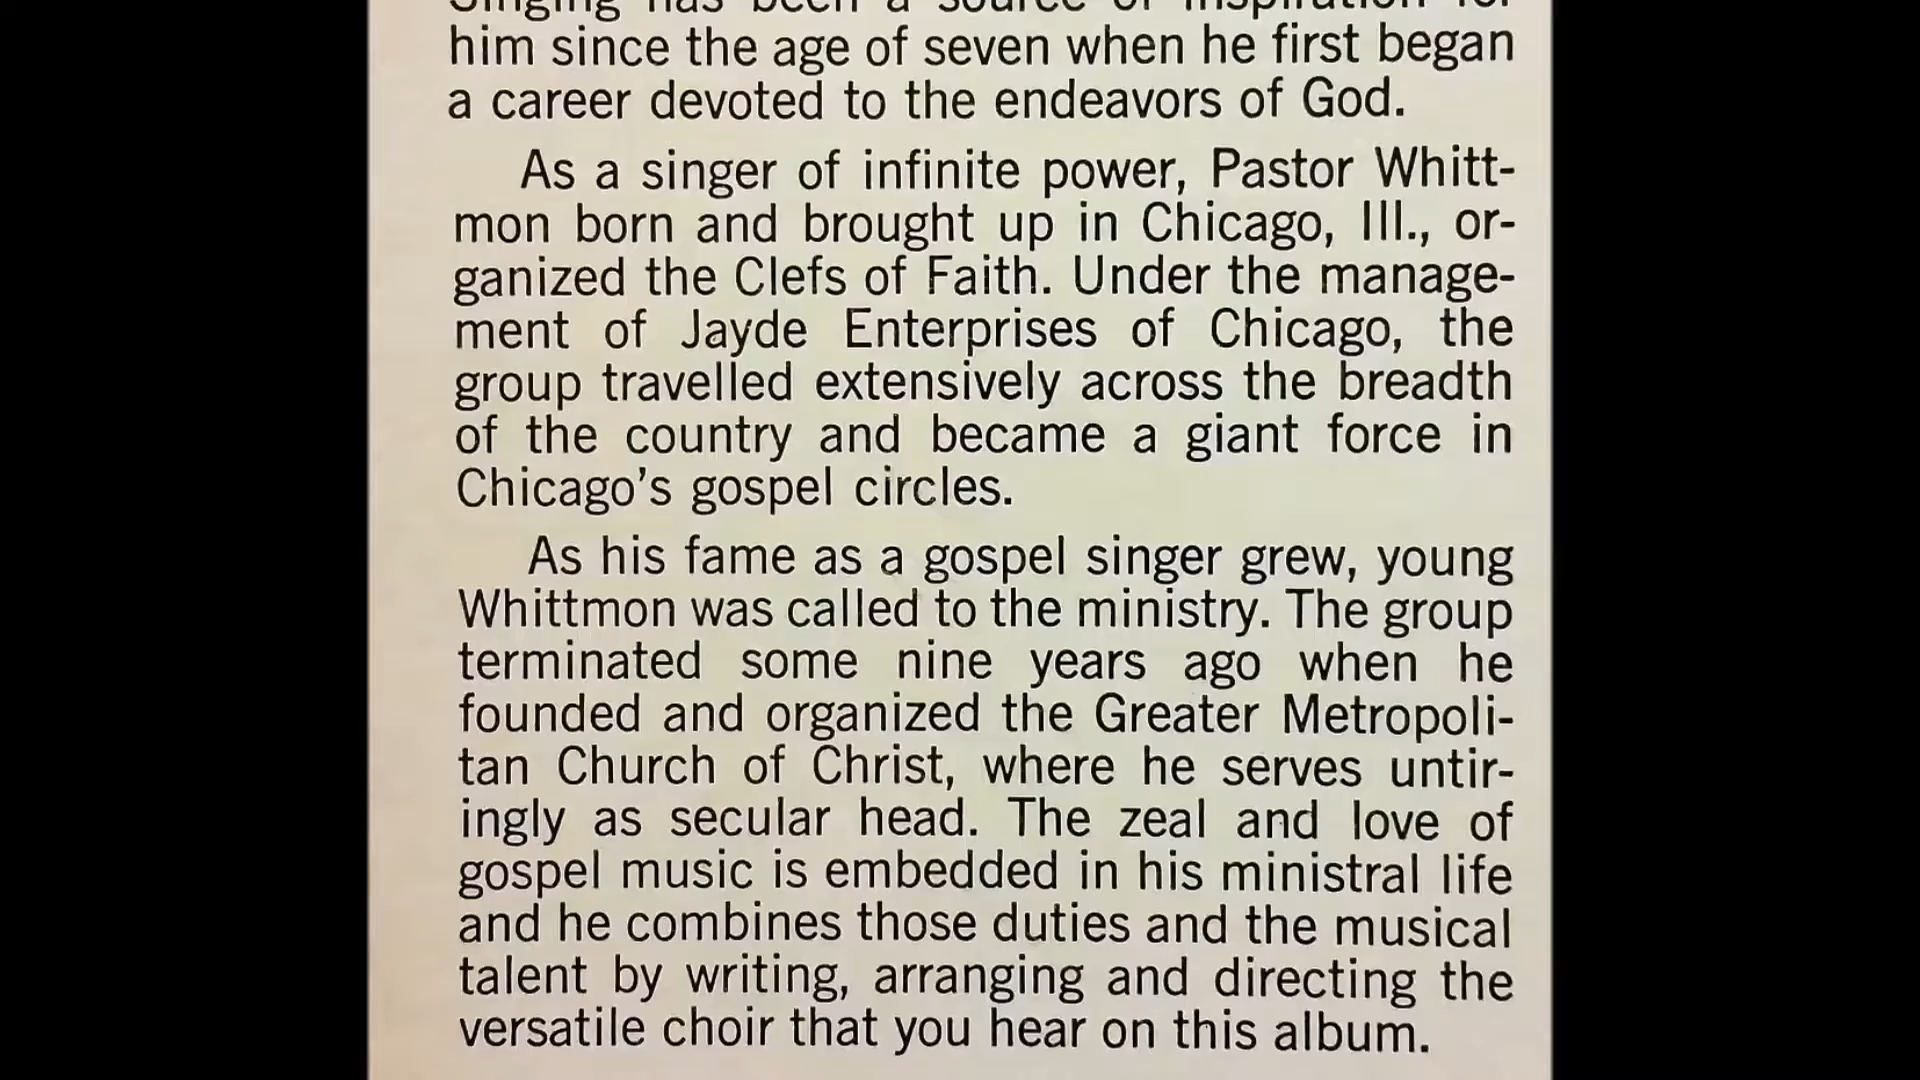 Singing has been a source of inspiration for
him since the age of seven when he first began
a career devoted to the endeavors of God.
As a singer of infinite power, Pastor Whitt-
mon born and brought up in Chicago, Ill., or-
ganized the Clefs of Faith. Under the manage-
ment of Jayde Enterprises of Chicago, the
group travelled extensively across the breadth
of the country and became a giant force in
Chicago's gospel circles.
As his fame as a gospel singer grew, young
Whittmon was called to the ministry. The group
terminated some nine years ago when he
founded and organized the Greater Metropoli-
tan Church of Christ, where he serves untir-
ingly as secular head. The zeal and love of
gospel music is embedded in his ministral life
and he combines those duties and the musical
talent by writing, arranging and directing the
versatile choir that you hear on this album.